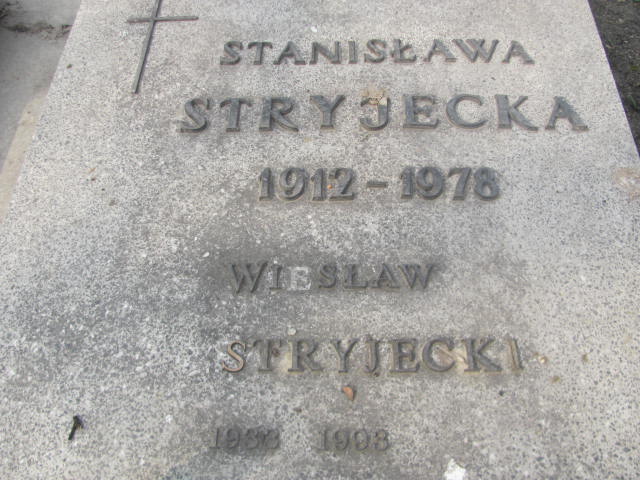 STANISŁAWA
STRYJECKA
1912-1978
WIESŁAW
STRYJECKI